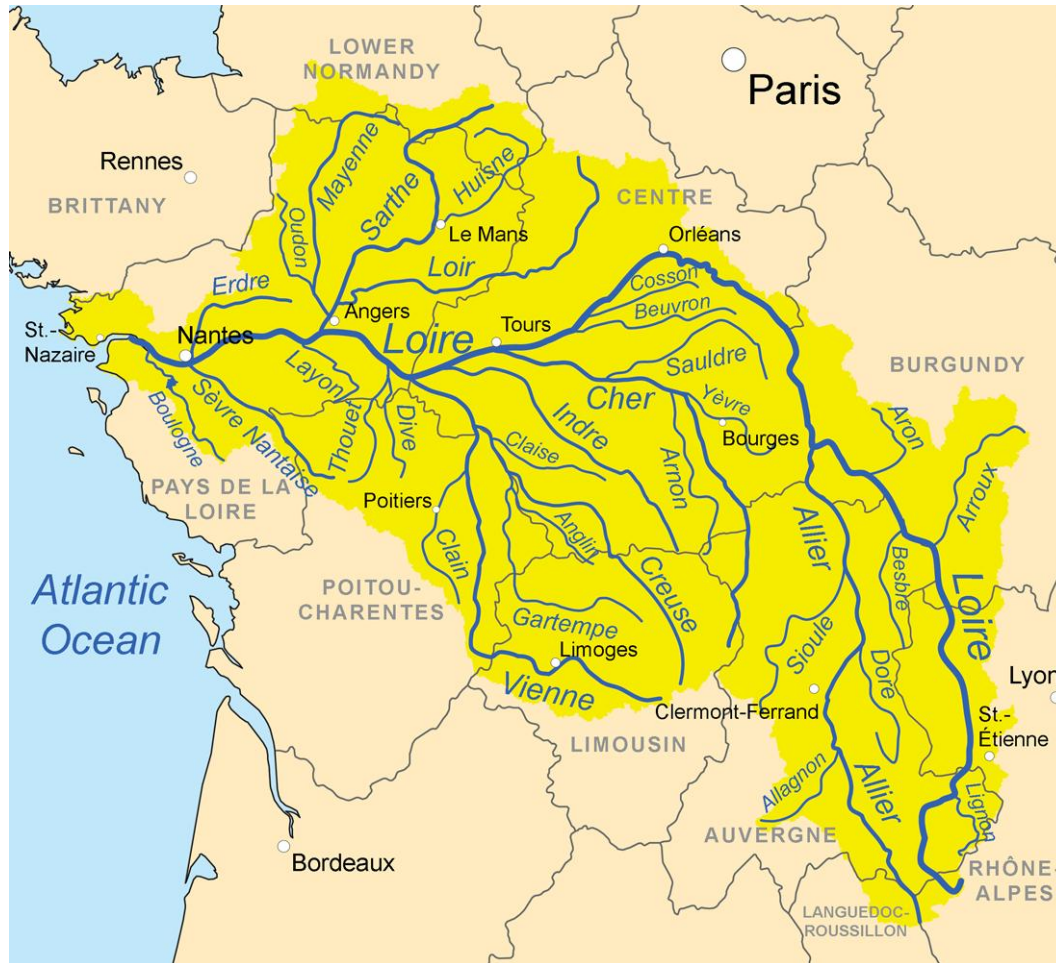 LOWER
NORMANDY
Paris
Rennes
BRITTANY
Mayenne
Sarthe
Huisne
Oudon
Le Mans
CENTRE
Orléans
Loir
Erdre
Cosson
Beuvron
Angers
St.-
Nazaire
Nantes
Loire
Tours
Layon
Sauldre
BURGUNDY
Cher
Yèvre
Bourges
Sèvre Nantaise
Boulogne
Thouet
Dive
Indre
Claise
Arnon
Aron
Arroux
PAYS DE LA
LOIRE
Poitiers
Clain
Anglin
Creuse
Allier
Besbre
Loire
Atlantic
Ocean
POITOU-
CHARENTES
Gartempe
Limoges
Vienne
Sioule
Dore
Lyon
Clermont-Ferrand
St.-
Étienne
LIMOUSIN
Allagnon
Allier
Lignon
AUVERGNE
Bordeaux
RHÔNE-
ALPES
LANGUEDOC-
ROUSSILLON